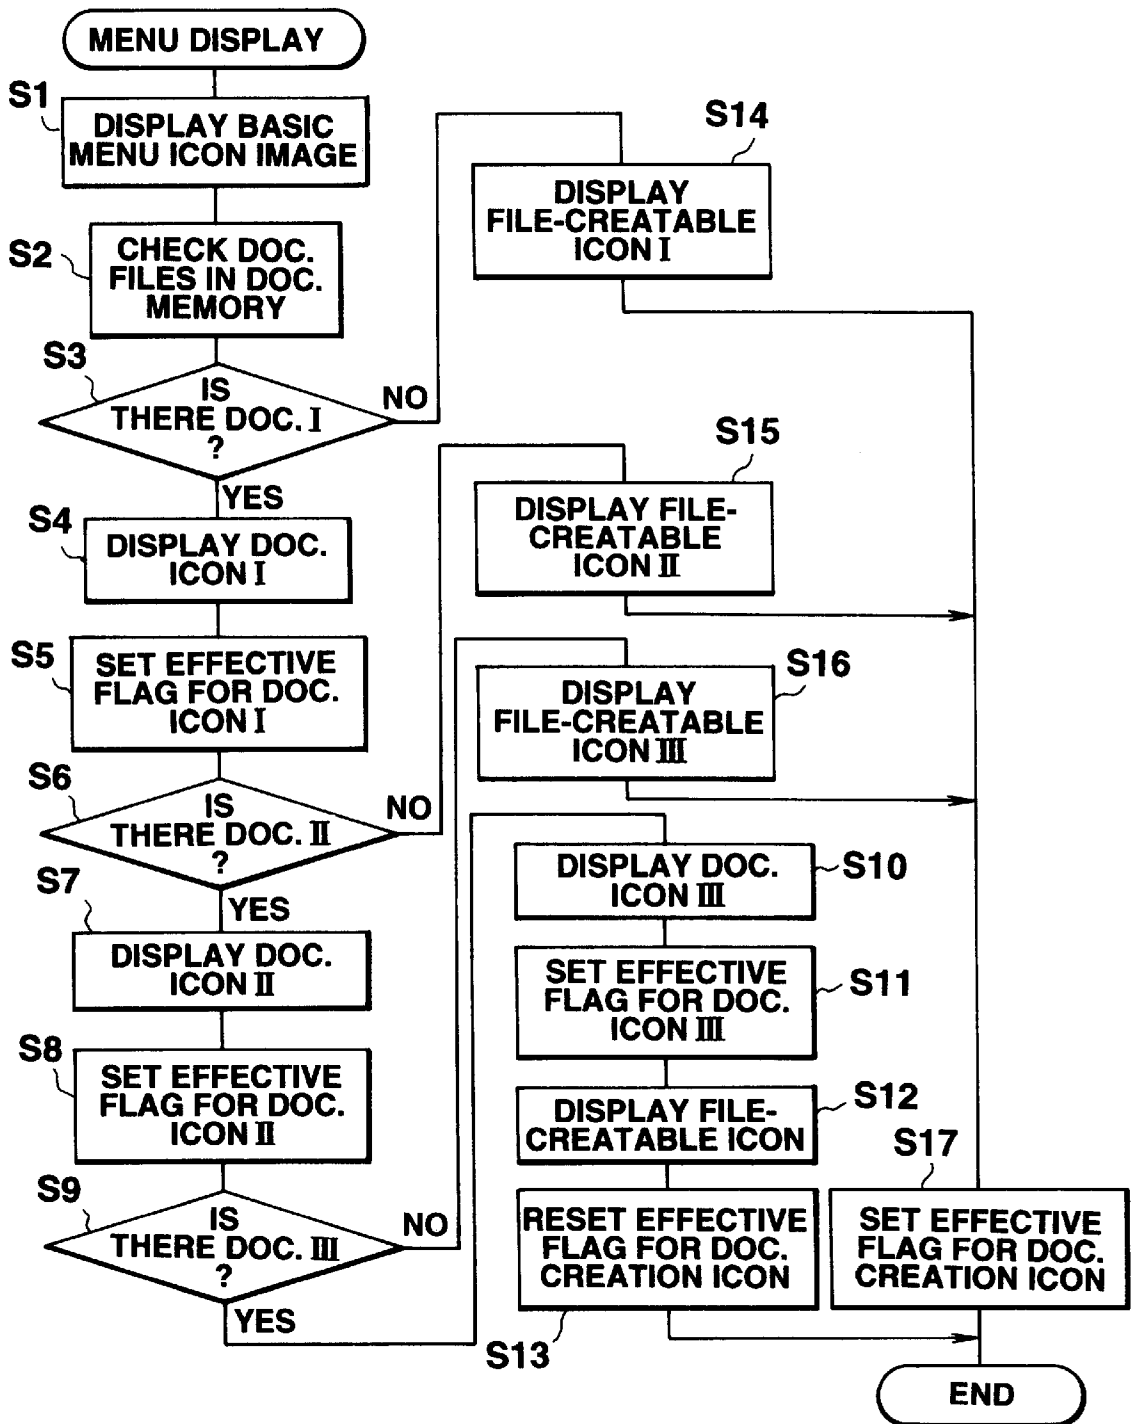 MENU DISPLAY
S1
DISPLAY BASIC
MENU ICON IMAGE
S2
CHECK DOC.
FILES IN DOC.
MEMORY
S3
IS
THERE DOC. I
?
NO
YES
S4
DISPLAY DOC.
ICON I
S5
SET EFFECTIVE
FLAG FOR DOC.
ICON I
S6
IS
THERE DOC. II
?
NO
YES
S7
DISPLAY DOC.
ICON II
S8
SET EFFECTIVE
FLAG FOR DOC.
ICON II
S9
IS
THERE DOC. III
?
NO
YES
S14
DISPLAY
FILE-CREATABLE
ICON I
S15
DISPLAY FILE-
CREATABLE
ICON II
S16
DISPLAY
FILE-CREATABLE
ICON III
DISPLAY DOC.
ICON III
S10
SET EFFECTIVE
FLAG FOR DOC.
ICON III
S11
DISPLAY FILE-
CREATABLE ICON
S12
RESET EFFECTIVE
FLAG FOR DOC.
CREATION ICON
S13
S17
SET EFFECTIVE
FLAG FOR DOC.
CREATION ICON
END